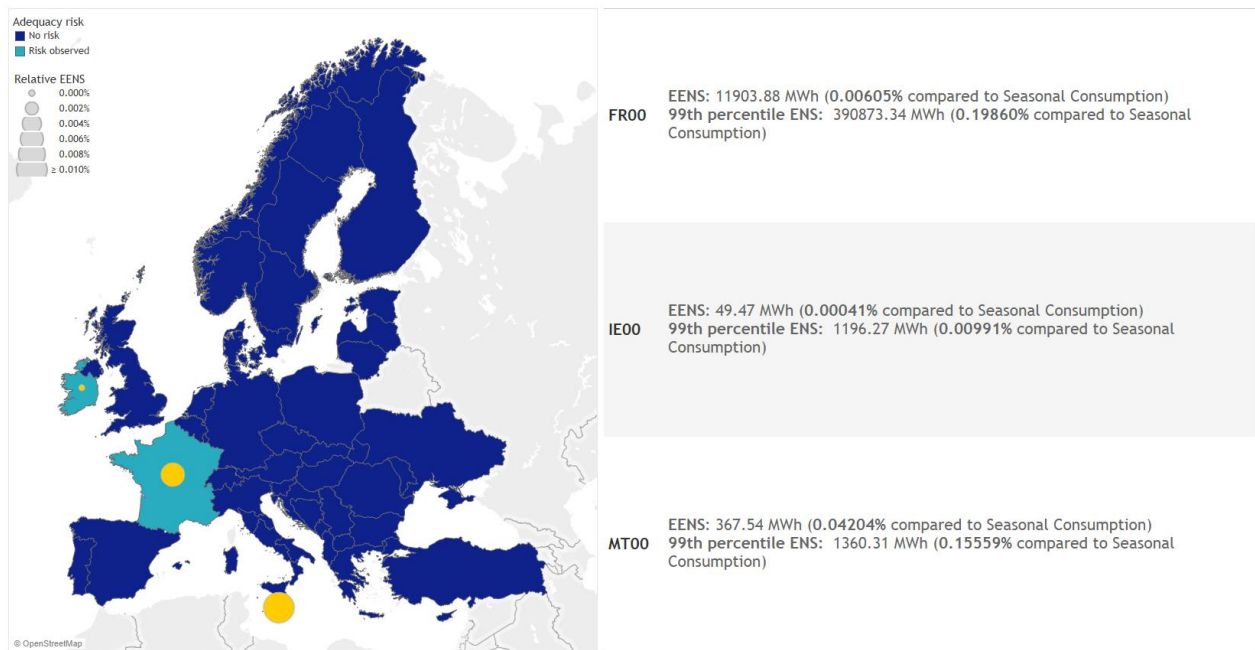 Adequacy risk
No risk
Risk observed
Relative EENS
0.000%
0.002%
0.004%
0.006%
0.008%
≥ 0.010%
© OpenStreetMap
FR00
EENS: 11903.88 MWh (0.00605% compared to Seasonal Consumption)
99th percentile ENS: 390873.34 MWh (0.19860% compared to Seasonal
Consumption)
IE00
EENS: 49.47 MWh (0.00041% compared to Seasonal Consumption)
99th percentile ENS: 1196.27 MWh (0.00991% compared to Seasonal
Consumption)
MT00
EENS: 367.54 MWh (0.04204% compared to Seasonal Consumption)
99th percentile ENS: 1360.31 MWh (0.15559% compared to Seasonal
Consumption)